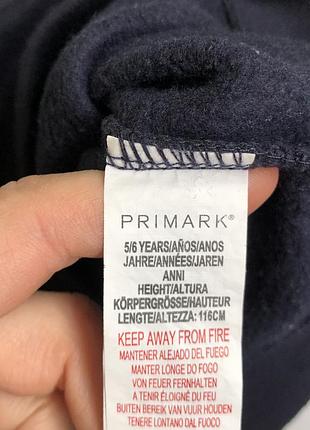 PRIMARK®
5/6 YEARS/AÑOS/ANOS
JAHRE/ANNÉES/JAREN
ANNI
HEIGHT/ALTURA
KÖRPERGRÖSSE/HAUTEUR
LENGTE/ALTEZZA: 116CM
KEEP AWAY FROM FIRE
MANTENER ALEJADO DEL FUEGO
MANTER LONGE DO FOGO
VON FEUER FERNHALTEN
A TENIR ÉLOIGNÉ DU FEU
BUITEN BEREIK VAN VUUR HOUDEN
TENERE LONTANO DAL FUOCO